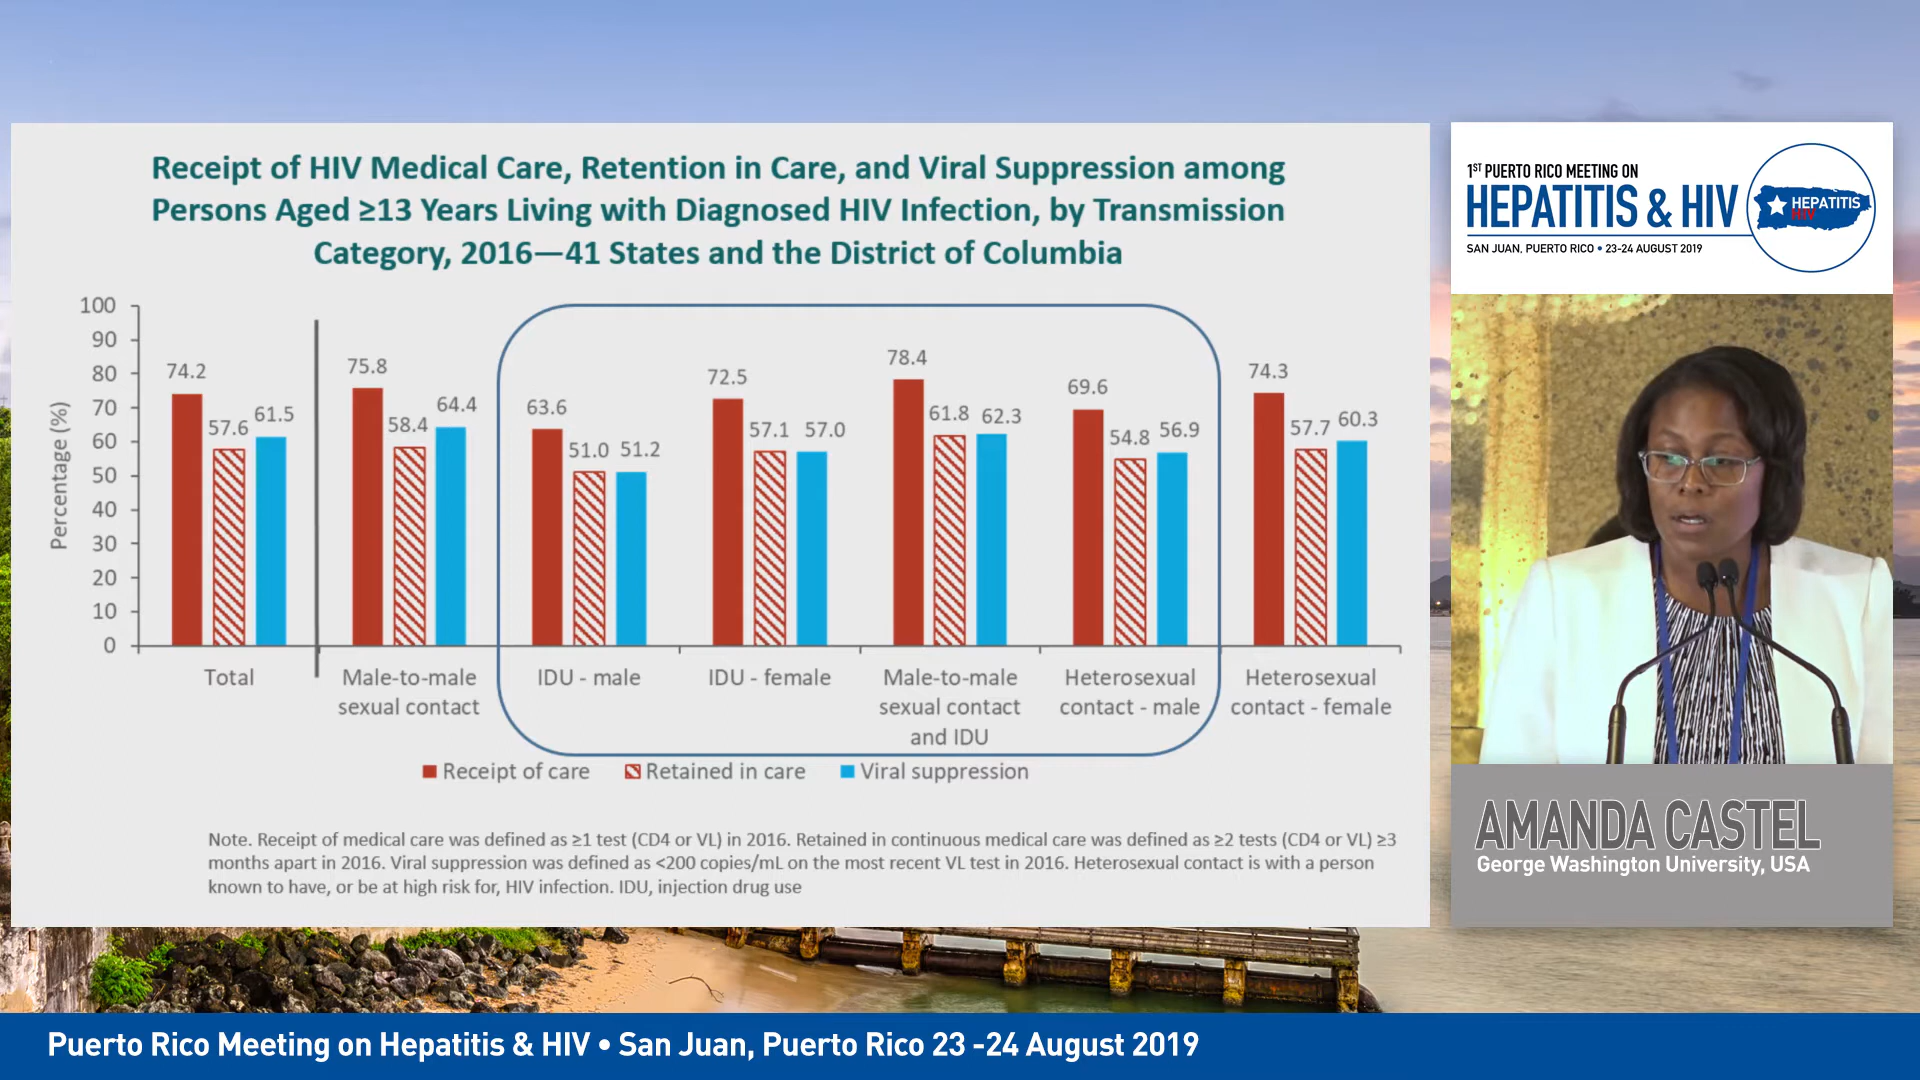 Receipt of HIV Medical Care, Retention in Care, and Viral Suppression among
Persons Aged ≥13 Years Living with Diagnosed HIV Infection, by Transmission
Category, 2016—41 States and the District of Columbia
Percentage (%)
100
90
80
70
60
50
40
30
20
10
0
74.2
57.6
61.5
75.8
58.4
64.4
63.6
51.0
51.2
72.5
57.1
57.0
78.4
61.8
62.3
69.6
54.8
56.9
74.3
57.7
60.3
Total
Male-to-male
sexual contact
IDU - male
IDU - female
Male-to-male
sexual contact
and IDU
Heterosexual
contact - male
Heterosexual
contact - female
Receipt of care
Retained in care
Viral suppression
Note. Receipt of medical care was defined as ≥1 test (CD4 or VL) in 2016. Retained in continuous medical care was defined as ≥2 tests (CD4 or VL) ≥3
months apart in 2016. Viral suppression was defined as <200 copies/mL on the most recent VL test in 2016. Heterosexual contact is with a person
known to have, or be at high risk for, HIV infection. IDU, injection drug use
1ST PUERTO RICO MEETING ON
HEPATITIS & HIV
SAN JUAN, PUERTO RICO • 23-24 AUGUST 2019
HEPATITIS
HIV
AMANDA CASTEL
George Washington University, USA
Puerto Rico Meeting on Hepatitis & HIV • San Juan, Puerto Rico 23 -24 August 2019